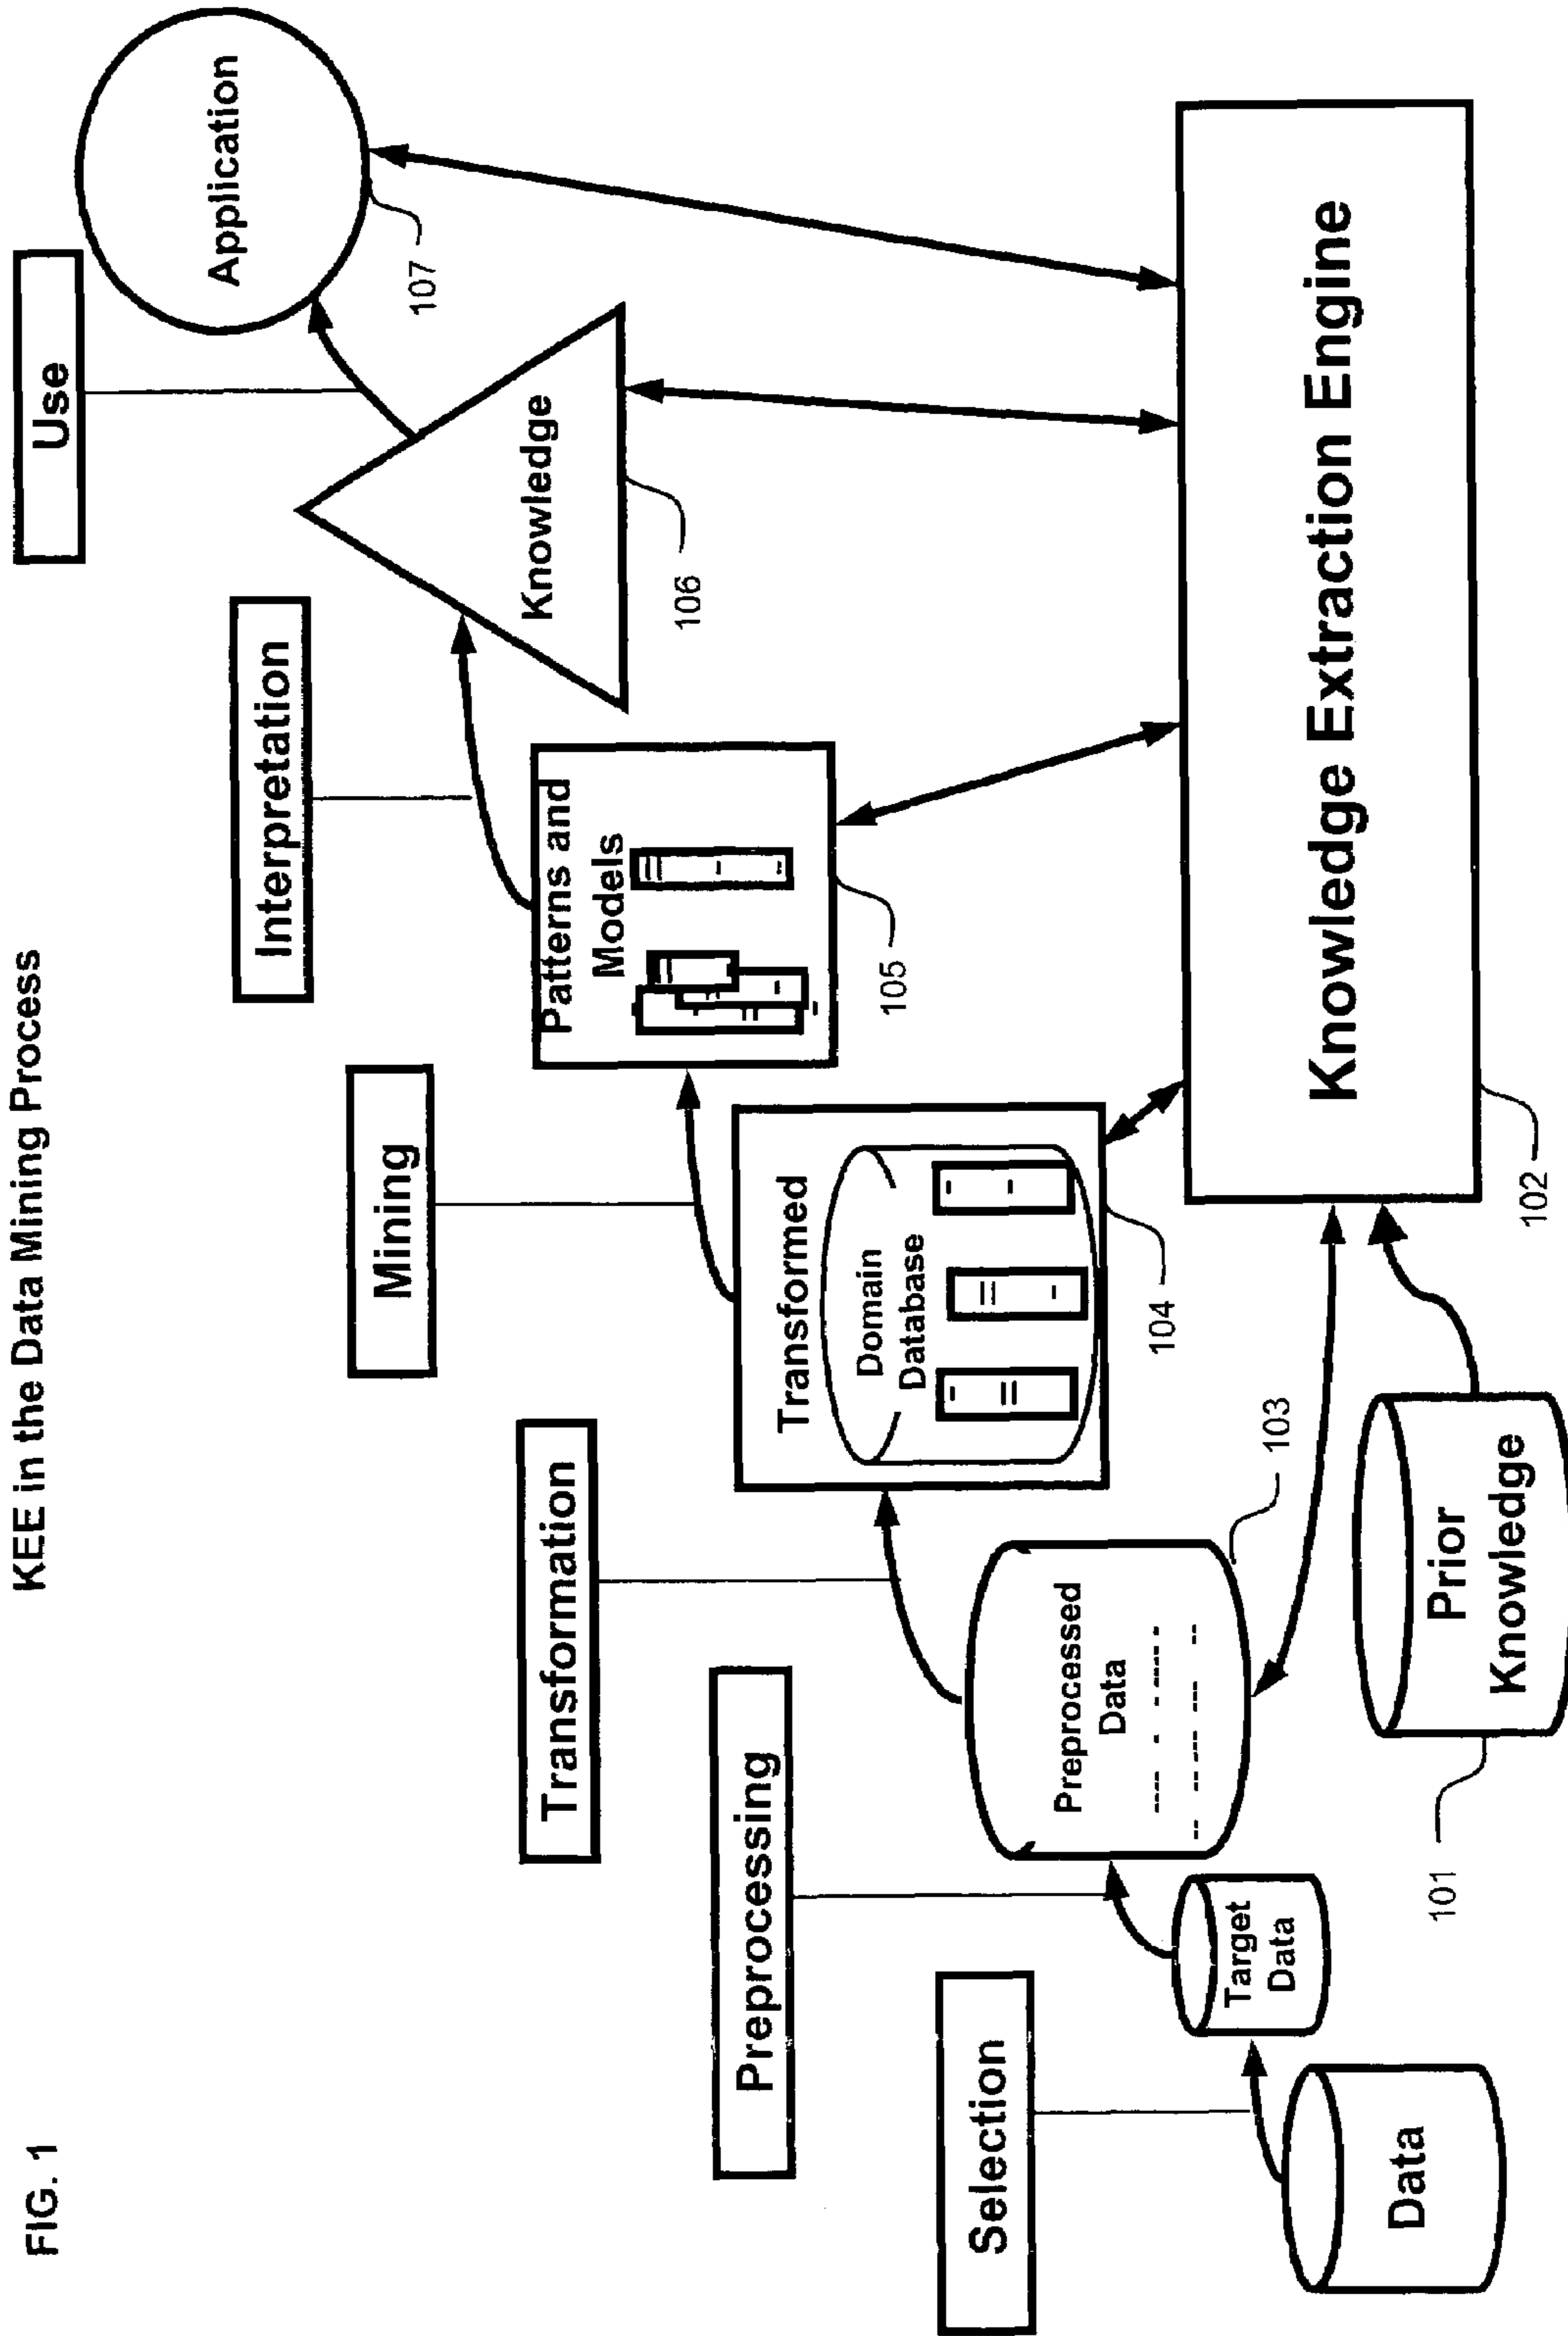 FIG. 1
KEE in the Data Mining Process
Use
Application
107
Interpretation
Knowledge
106
Mining
Patterns and
Models
105
Transformation
Transformed
Domain
Database
104
Preprocessing
Preprocessed
Data
103
Selection
Target
Data
Data
Prior
Knowledge
101
Knowledge Extraction Engine
102